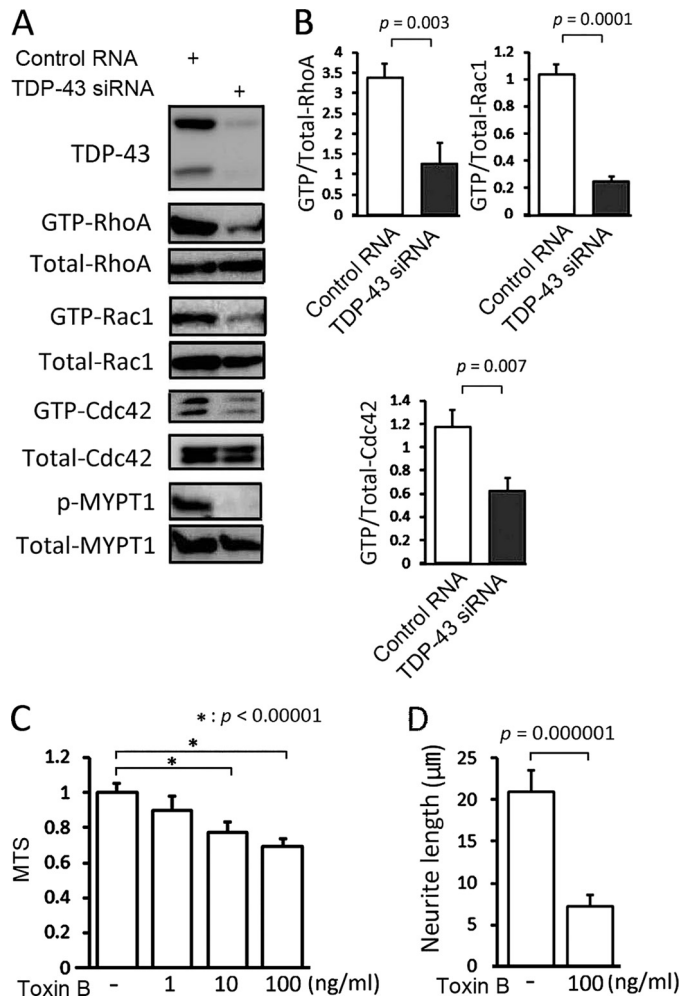 A
Control RNA +
TDP-43 siRNA +
TDP-43
GTP-RhoA
Total-RhoA
GTP-Rac1
Total-Rac1
GTP-Cdc42
Total-Cdc42
p-MYPT1
Total-MYPT1
B
p = 0.003
GTP/Total-RhoA
4
3.5
3
2.5
2
1.5
1
0.5
0
Control RNA
TDP-43 siRNA
p = 0.0001
GTP/Total-Rac1
1.2
1
0.8
0.6
0.4
0.2
0
Control RNA
TDP-43 siRNA
p = 0.007
GTP/Total-Cdc42
1.4
1.2
1
0.8
0.6
0.4
0.2
0
Control RNA
TDP-43 siRNA
C
*: p < 0.00001
*
*
MTS
1.2
1
0.8
0.6
0.4
0.2
0
Toxin B - 1 10 100 (ng/ml)
D
p = 0.000001
Neurite length (μm)
25
20
15
10
5
0
Toxin B - 100 (ng/ml)